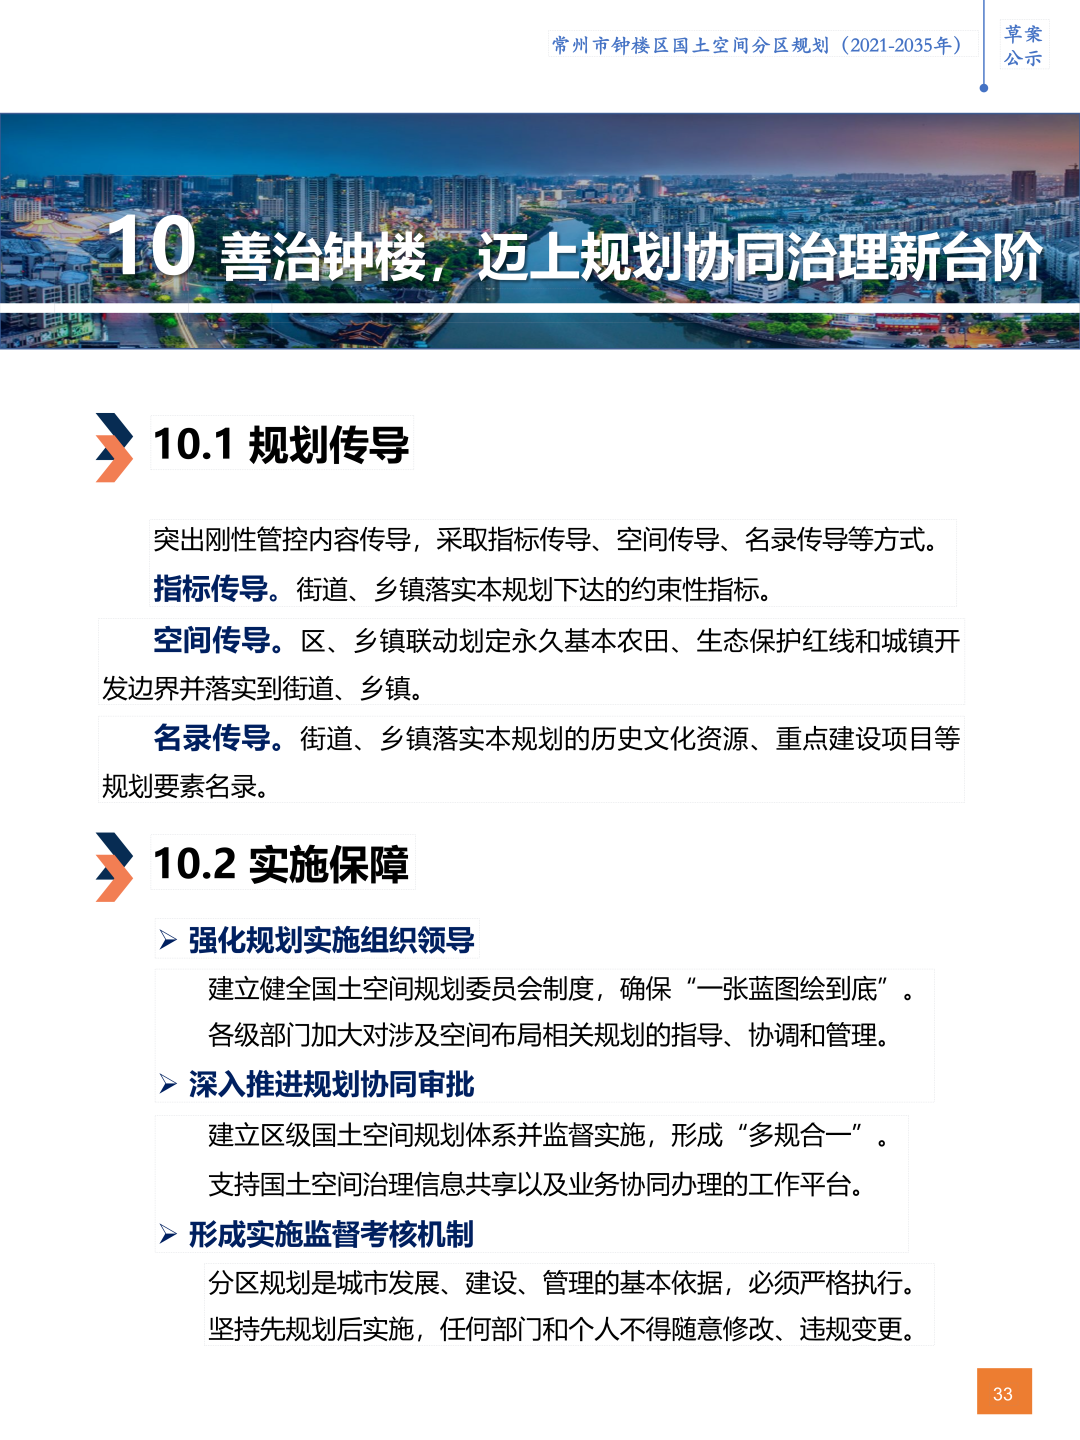 常州市钟楼区国土空间分区规划（2021-2035年）
草案
公示
10 善治钟楼，迈上规划协同治理新台阶
10.1 规划传导
突出刚性管控内容传导，采取指标传导、空间传导、名录传导等方式。
指标传导。街道、乡镇落实本规划下达的约束性指标。
空间传导。区、乡镇联动划定永久基本农田、生态保护红线和城镇开
发边界并落实到街道、乡镇。
名录传导。街道、乡镇落实本规划的历史文化资源、重点建设项目等
规划要素名录。
10.2 实施保障
➢ 强化规划实施组织领导
建立健全国土空间规划委员会制度，确保“一张蓝图绘到底”。
各级部门加大对涉及空间布局相关规划的指导、协调和管理。
➢ 深入推进规划协同审批
建立区级国土空间规划体系并监督实施，形成“多规合一”。
支持国土空间治理信息共享以及业务协同办理的工作平台。
➢ 形成实施监督考核机制
分区规划是城市发展、建设、管理的基本依据，必须严格执行。
坚持先规划后实施，任何部门和个人不得随意修改、违规变更。
33